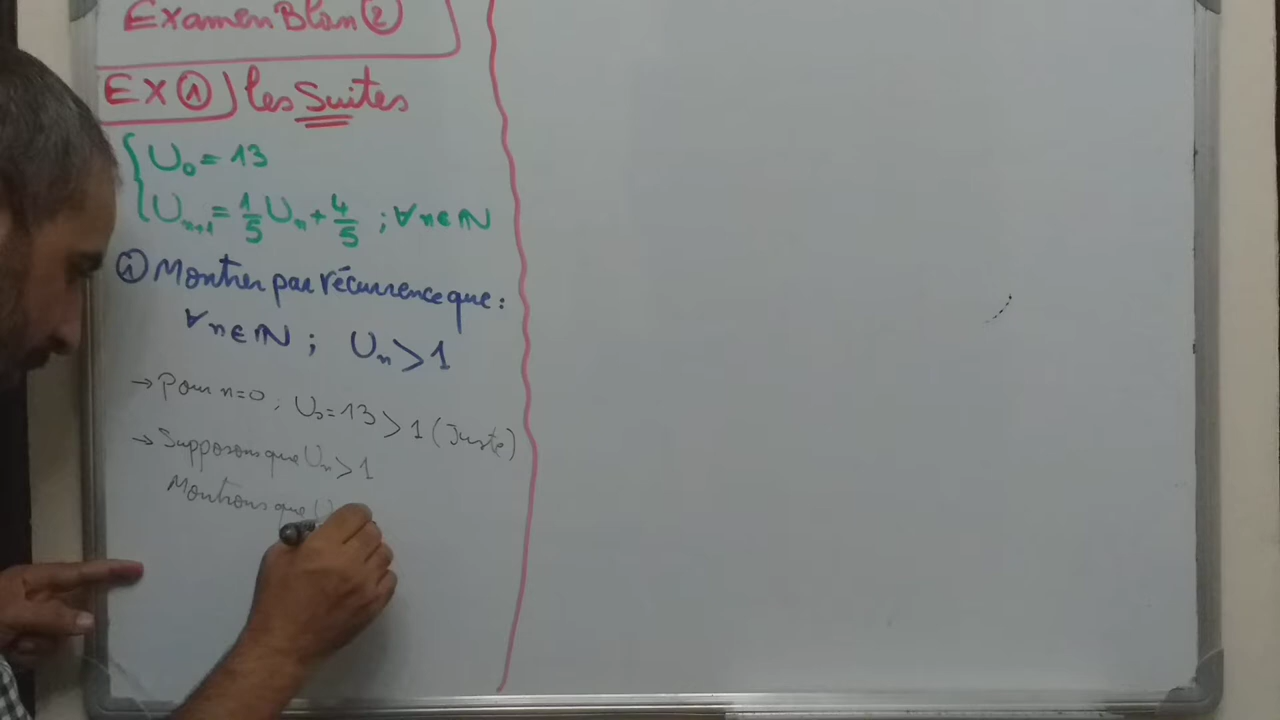 Examen Blan ②
EX ① les Suites
U₀ = 13
Uₙ₊₁ = 1/5 Uₙ + 4/5 ; ∀n∈ℕ
① Montrer par récurrence que :
∀n∈ℕ ; Uₙ > 1
→ Pour n=0 ; U₀ = 13 > 1 (Juste)
→ Supposons que Uₙ > 1
Montrons que U